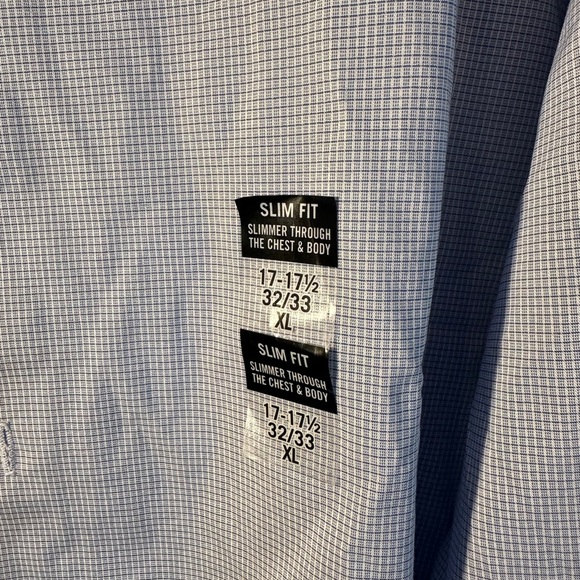 SLIM FIT
SLIMMER THROUGH
THE CHEST & BODY
17-17½
32/33
XL
SLIM FIT
SLIMMER THROUGH
THE CHEST & BODY
17-17½
32/33
XL